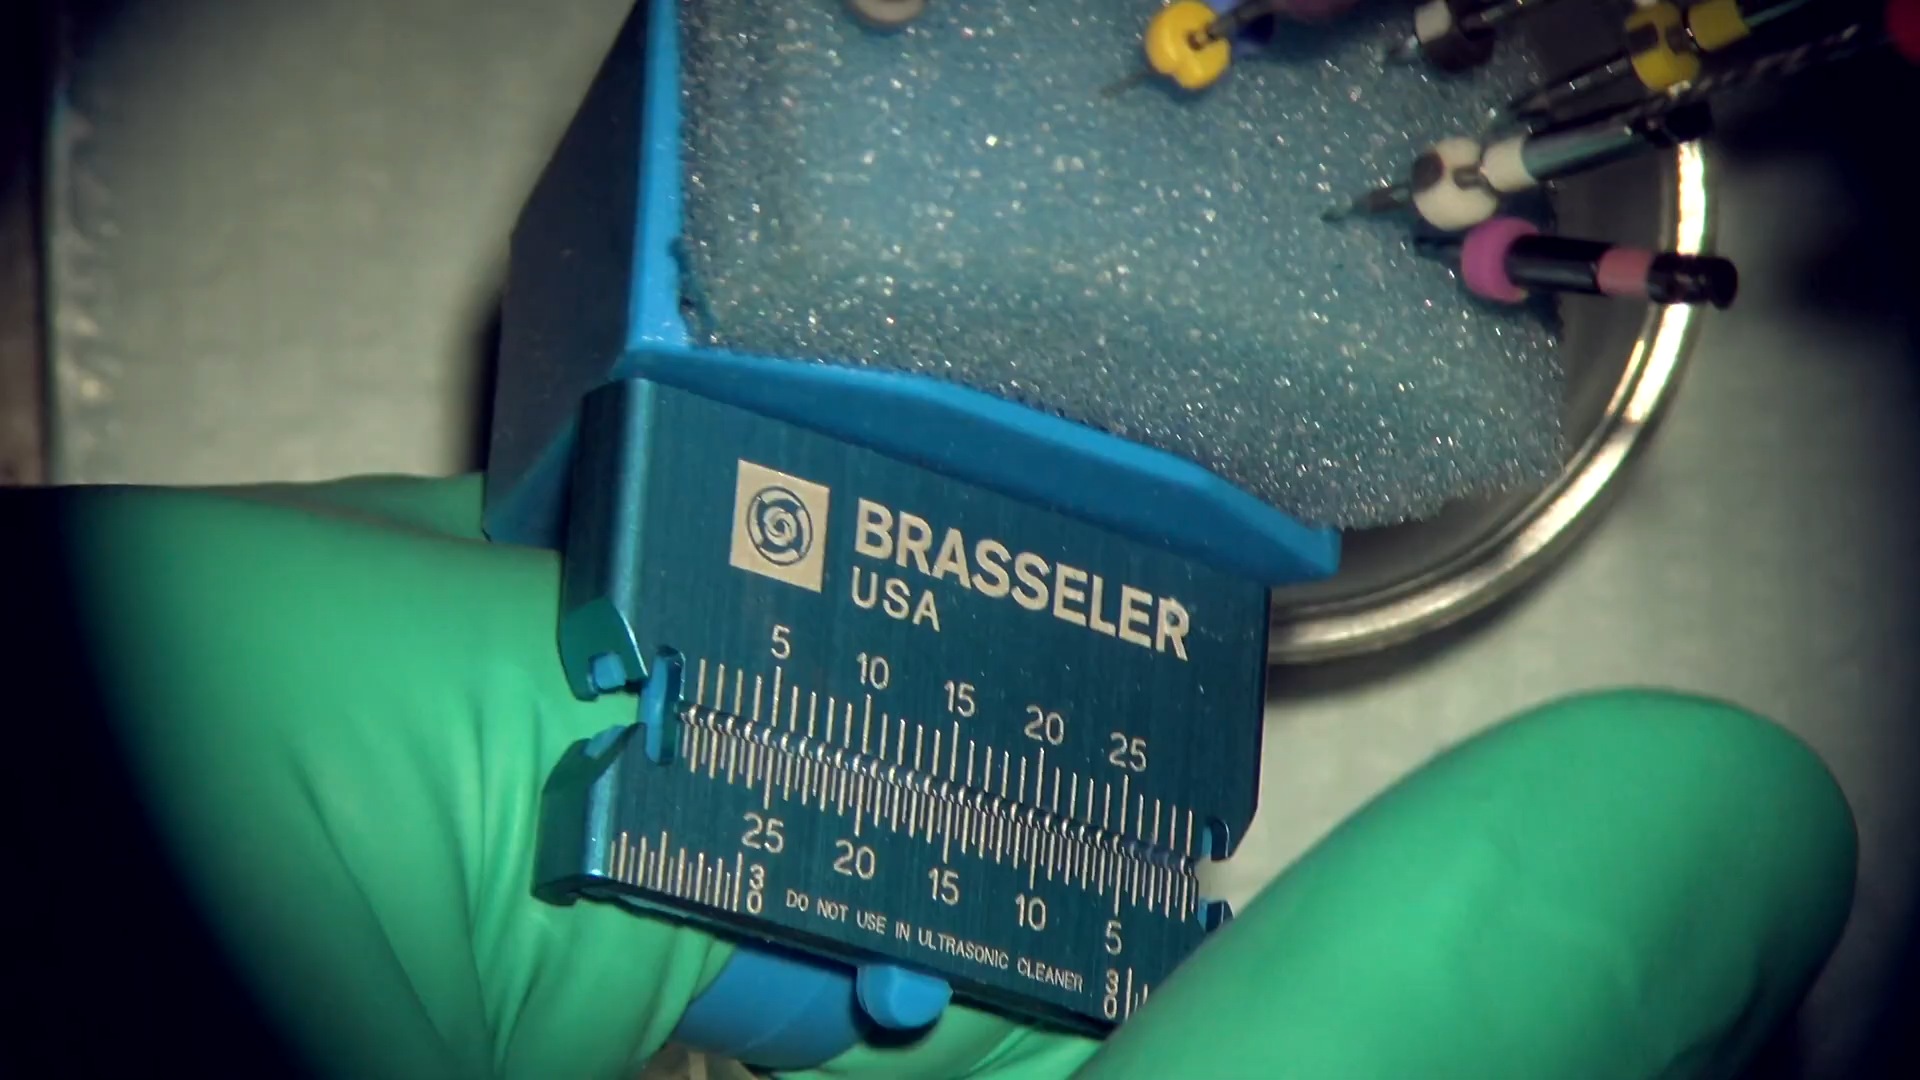 BRASSELER
USA
5 10 15 20 25
25 20 15 10 5
30 DO NOT USE IN ULTRASONIC CLEANER 30